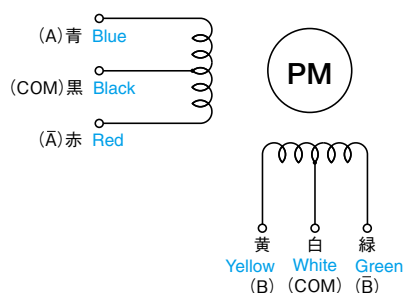 (A)青 Blue
(COM)黒 Black
(Ā)赤 Red
PM
黄 白 緑
Yellow White Green
(B) (COM) (B̄)